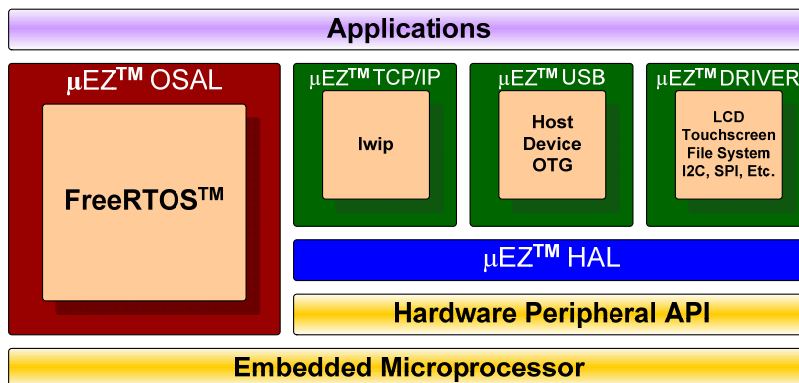 Applications
μEZ™ OSAL
FreeRTOS™
μEZ™ TCP/IP
lwip
μEZ™ USB
Host
Device
OTG
μEZ™ DRIVER
LCD
Touchscreen
File System
I2C, SPI, Etc.
μEZ™ HAL
Hardware Peripheral API
Embedded Microprocessor